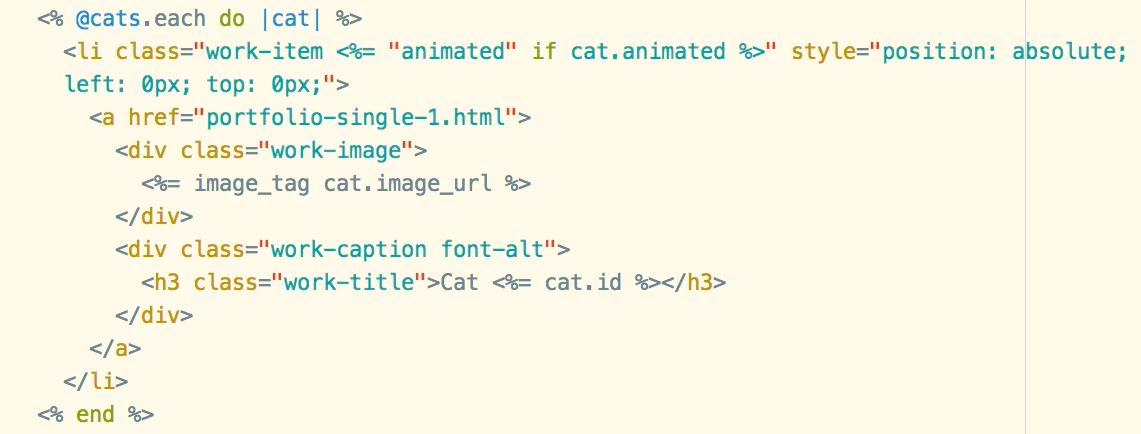 <% @cats.each do |cat| %>
<li class="work-item <%= "animated" if cat.animated %>" style="position: absolute;
left: 0px; top: 0px;">
<a href="portfolio-single-1.html">
<div class="work-image">
<%= image_tag cat.image_url %>
</div>
<div class="work-caption font-alt">
<h3 class="work-title">Cat <%= cat.id %></h3>
</div>
</a>
</li>
<% end %>